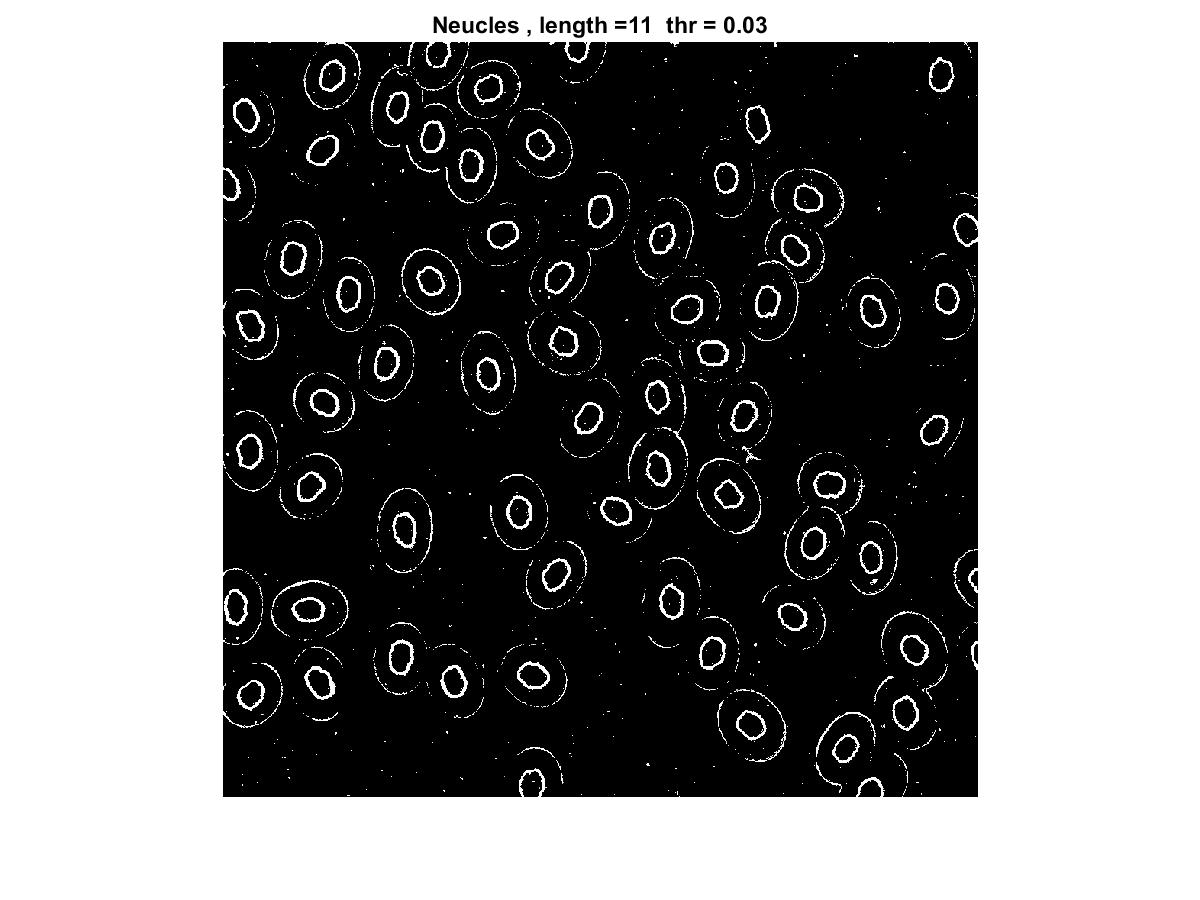 Neucles , length =11  thr = 0.03